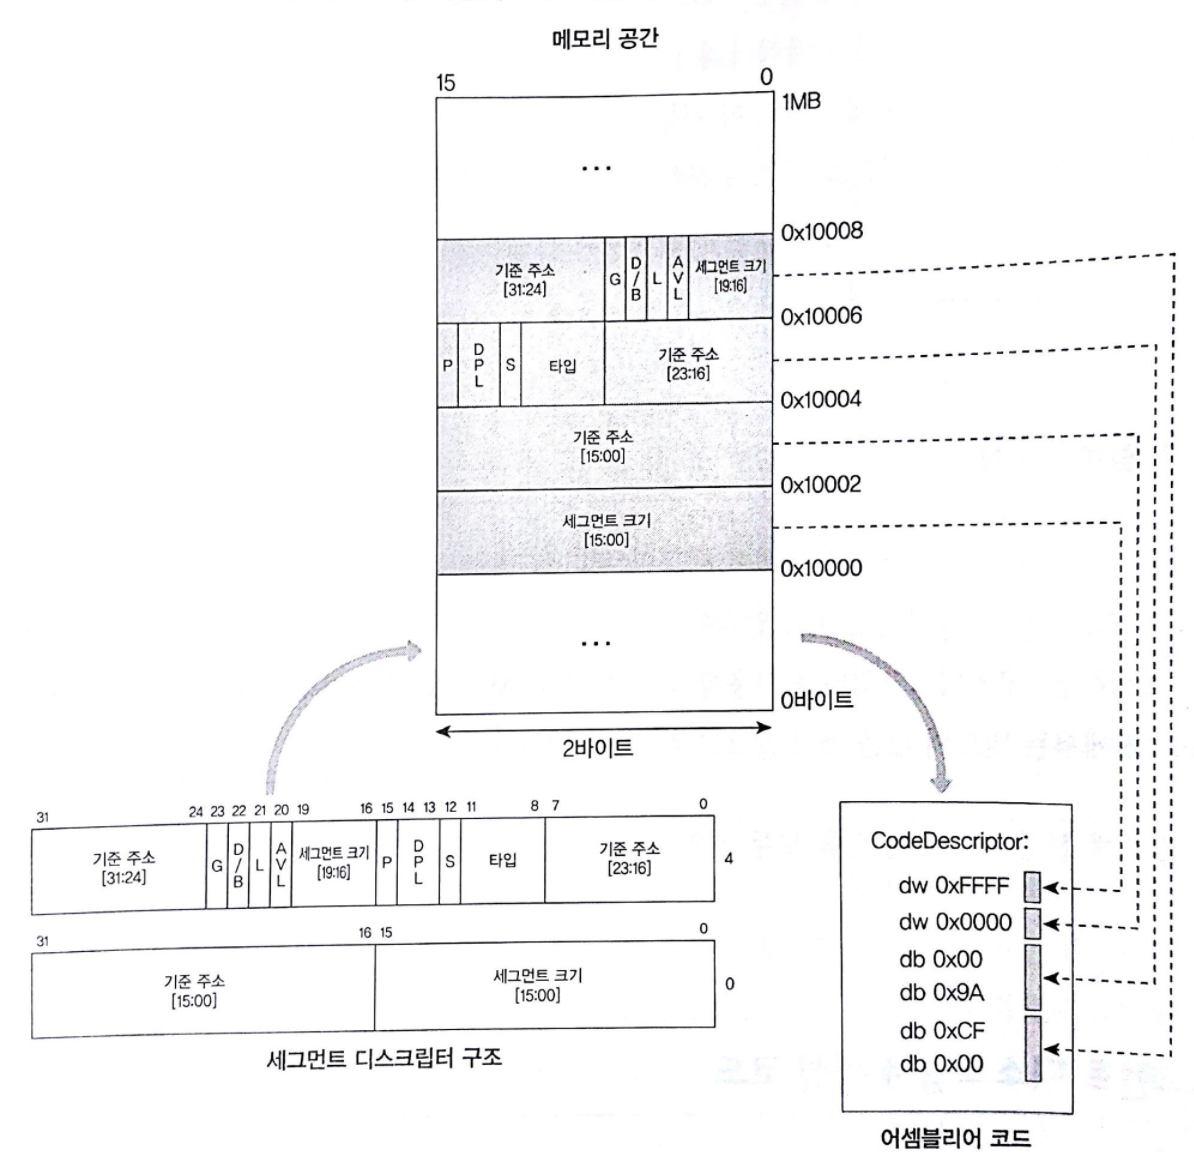 메모리 공간
15 0
1MB
...
0x10008
기준 주소
[31:24]
G
D/B
L
AVL
세그먼트 크기
[19:16]
0x10006
P
DPL
S
타입
기준 주소
[23:16]
0x10004
기준 주소
[15:00]
0x10002
세그먼트 크기
[15:00]
0x10000
...
0바이트
2바이트
31 24 23 22 21 20 19 16 15 14 13 12 11 8 7 0
기준 주소
[31:24]
G
D/B
L
AVL
세그먼트 크기
[19:16]
P
DPL
S
타입
기준 주소
[23:16]
4
31 16 15 0
기준 주소
[15:00]
세그먼트 크기
[15:00]
0
세그먼트 디스크립터 구조
CodeDescriptor:
dw 0xFFFF
dw 0x0000
db 0x00
db 0x9A
db 0xCF
db 0x00
어셈블리어 코드